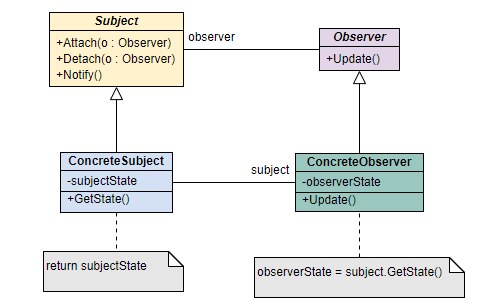 Subject
+Attach(o : Observer)
+Detach(o : Observer)
+Notify()
observer
Observer
+Update()
ConcreteSubject
-subjectState
+GetState()
subject
ConcreteObserver
-observerState
+Update()
return subjectState
observerState = subject.GetState()